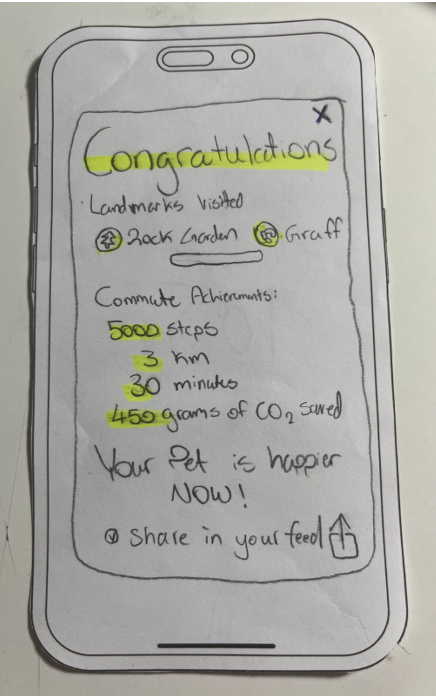 X
Congratulations
Landmarks Visited
Rock Garden Graff
Commute Achievements:
5000 steps
3 km
30 minutes
450 grams of CO₂ saved
Your Pet is happier
NOW!
share in your feed